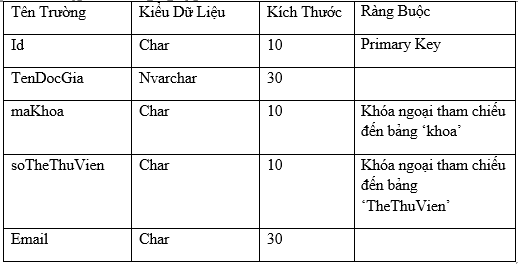 Tên Trường Kiểu Dữ Liệu Kích Thước Ràng Buộc
Id Char 10 Primary Key
TenDocGia Nvarchar 30
maKhoa Char 10 Khóa ngoại tham chiếu
đến bảng ‘khoa’
soTheThuVien Char 10 Khóa ngoại tham chiếu
đến bảng
‘TheThuVien’
Email Char 30